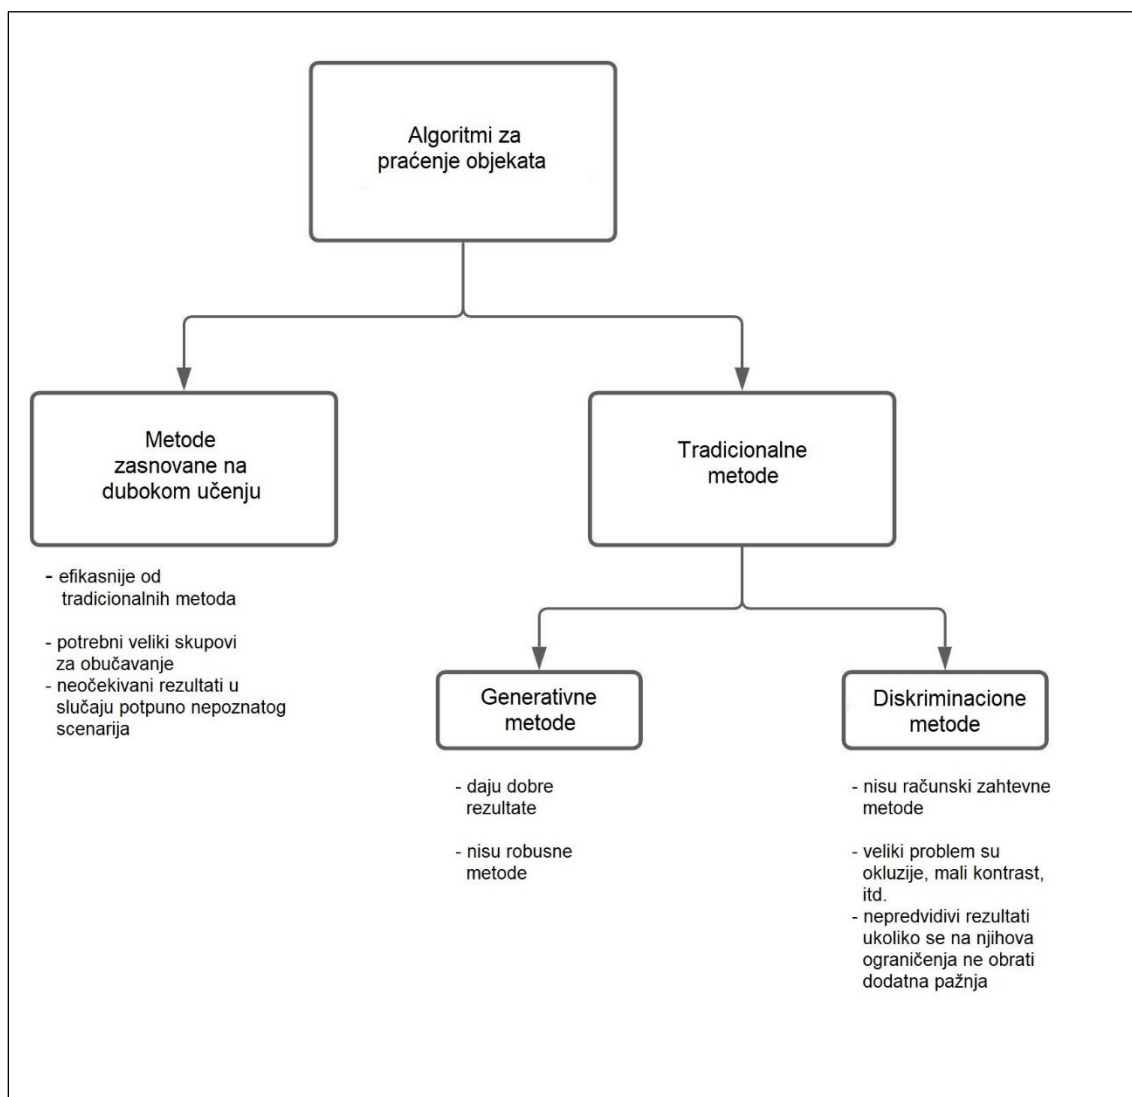 Algoritmi za
praćenje objekata
Metode
zasnovane na
dubokom učenju
- efikasnije od
tradicionalnih metoda
- potrebni veliki skupovi
za obučavanje
- neočekivani rezultati u
slučaju potpuno nepoznatog
scenarija
Tradicionalne
metode
Generativne
metode
- daju dobre
rezultate
- nisu robusne
metode
Diskriminacione
metode
- nisu računski zahtevne
metode
- veliki problem su
okluzije, mali kontrast,
itd.
- nepredvidivi rezultati
ukoliko se na njihova
ograničenja ne obrati
dodatna pažnja